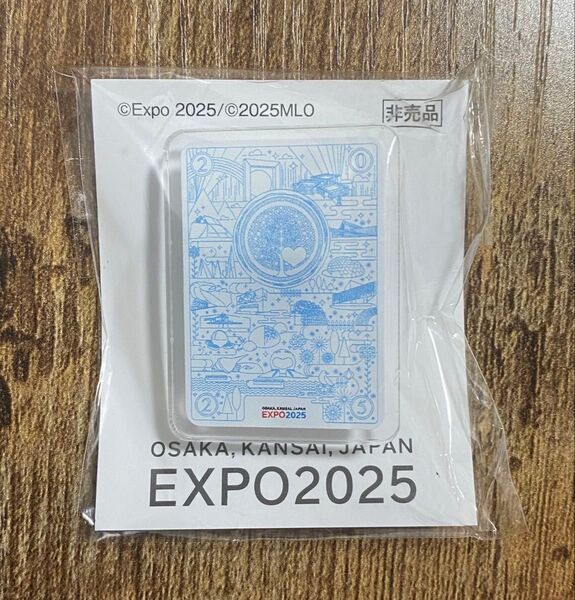 ©Expo 2025/©2025MLO
非売品
2 0
2 5
OSAKA, KANSAI, JAPAN
EXPO2025
OSAKA, KANSAI, JAPAN
EXPO2025